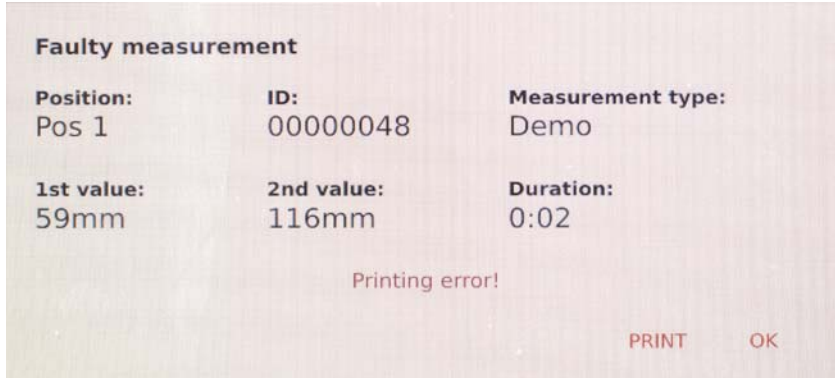 Faulty measurement
Position: ID: Measurement type:
Pos 1 00000048 Demo
1st value: 2nd value: Duration:
59mm 116mm 0:02
Printing error!
PRINT OK